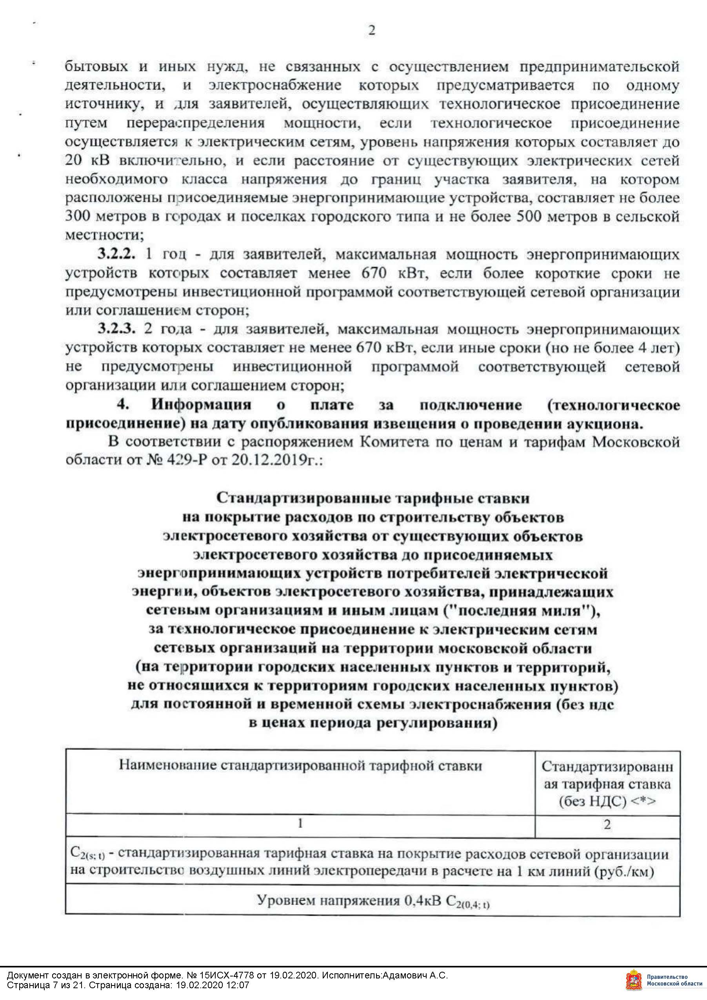 2
бытовых и иных нужд, не связанных с осуществлением предпринимательской
деятельности, и электроснабжение которых предусматривается по одному
источнику, и для заявителей, осуществляющих технологическое присоединение
путем перераспределения мощности, если технологическое присоединение
осуществляется к электрическим сетям, уровень напряжения которых составляет до
20 кВ включительно, и если расстояние от существующих электрических сетей
необходимого класса напряжения до границ участка заявителя, на котором
расположены присоединяемые энергопринимающие устройства, составляет не более
300 метров в городах и поселках городского типа и не более 500 метров в сельской
местности;
3.2.2. 1 год - для заявителей, максимальная мощность энергопринимающих
устройств которых составляет менее 670 кВт, если более короткие сроки не
предусмотрены инвестиционной программой соответствующей сетевой организации
или соглашением сторон;
3.2.3. 2 года - для заявителей, максимальная мощность энергопринимающих
устройств которых составляет не менее 670 кВт, если иные сроки (но не более 4 лет)
не предусмотрены инвестиционной программой соответствующей сетевой
организации или соглашением сторон;
4. Информация о плате за подключение (технологическое
присоединение) на дату опубликования извещения о проведении аукциона.
В соответствии с распоряжением Комитета по ценам и тарифам Московской
области от № 429-Р от 20.12.2019г.:
Стандартизированные тарифные ставки
на покрытие расходов по строительству объектов
электросетевого хозяйства от существующих объектов
электросетевого хозяйства до присоединяемых
энергопринимающих устройств потребителей электрической
энергии, объектов электросетевого хозяйства, принадлежащих
сетевым организациям и иным лицам ("последняя миля"),
за технологическое присоединение к электрическим сетям
сетевых организаций на территории московской области
(на территории городских населенных пунктов и территорий,
не относящихся к территориям городских населенных пунктов)
для постоянной и временной схемы электроснабжения (без ндс
в ценах периода регулирования)
Наименование стандартизированной тарифной ставки
Стандартизированн
ая тарифная ставка
(без НДС) <*>
1
2
C2(s; t) - стандартизированная тарифная ставка на покрытие расходов сетевой организации
на строительство воздушных линий электропередачи в расчете на 1 км линий (руб./км)
Уровнем напряжения 0,4кВ C2(0,4; t)
Документ создан в электронной форме. № 15ИСХ-4778 от 19.02.2020. Исполнитель:Адамович А.С.
Страница 7 из 21. Страница создана: 19.02.2020 12:07
Правительство
Московской области